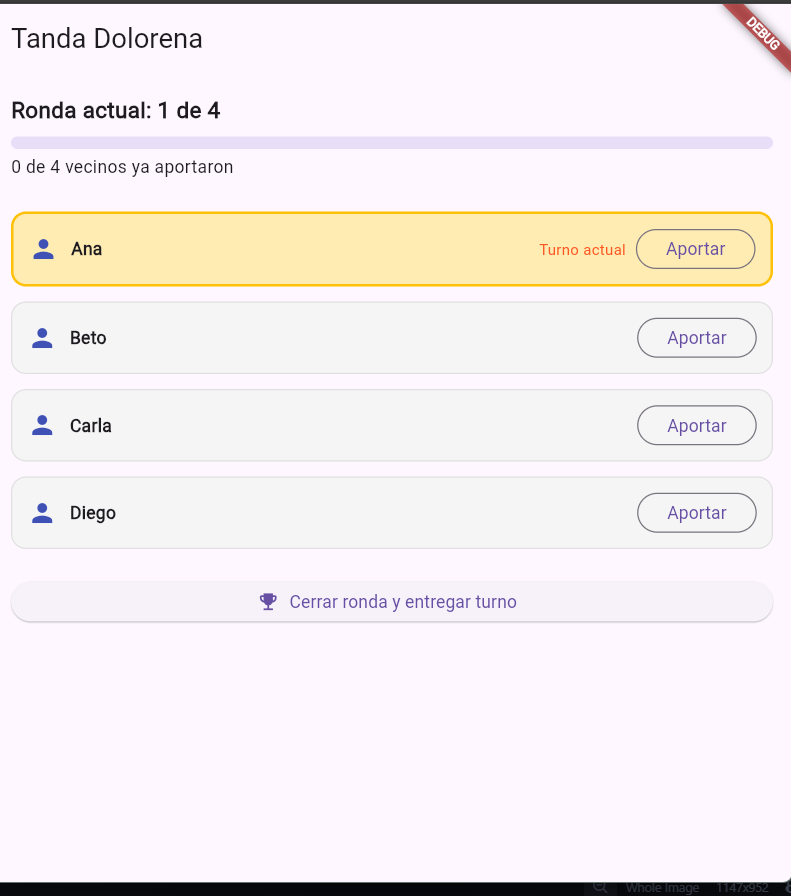 DEBUG
Tanda Dolorena
Ronda actual: 1 de 4
0 de 4 vecinos ya aportaron
Ana Turno actual Aportar
Beto Aportar
Carla Aportar
Diego Aportar
Cerrar ronda y entregar turno
Whole Image 1147x952